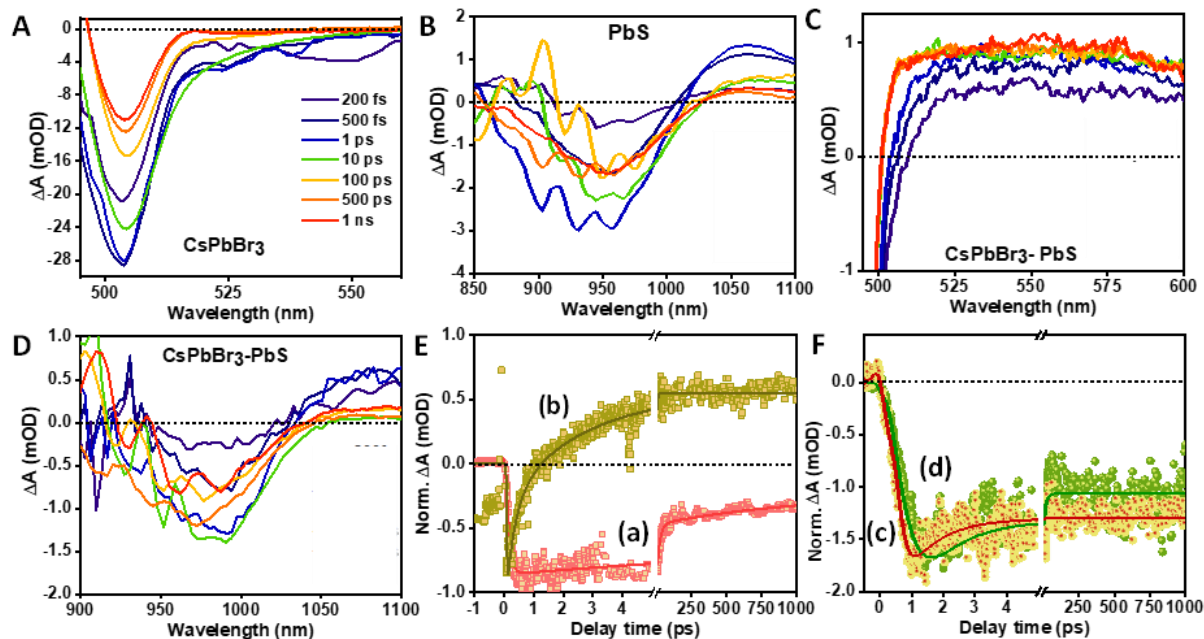 A
CsPbBr3
0
-4
-8
-12
-16
-20
-24
-28
500
525
550
ΔA (mOD)
Wavelength (nm)
200 fs
500 fs
1 ps
10 ps
100 ps
500 ps
1 ns
B
PbS
2
1
0
-1
-2
-3
-4
850
900
950
1000
1050
1100
ΔA (mOD)
Wavelength (nm)
C
1
0
-1
500
525
550
575
600
ΔA (mOD)
CsPbBr3- PbS
Wavelength (nm)
D
CsPbBr3-PbS
1.0
0.5
0.0
-0.5
-1.0
-1.5
-2.0
900
950
1000
1050
1100
ΔA (mOD)
Wavelength (nm)
E
1.0
0.5
0.0
-0.5
-1.0
(b)
(a)
-1
0
1
2
3
4
250
500
750
1000
Norm. ΔA (mOD)
Delay time (ps)
F
0.5
0.0
-0.5
-1.0
-1.5
-2.0
(d)
(c)
0
1
2
3
4
250
500
750
1000
Norm. ΔA (mOD)
Delay time (ps)